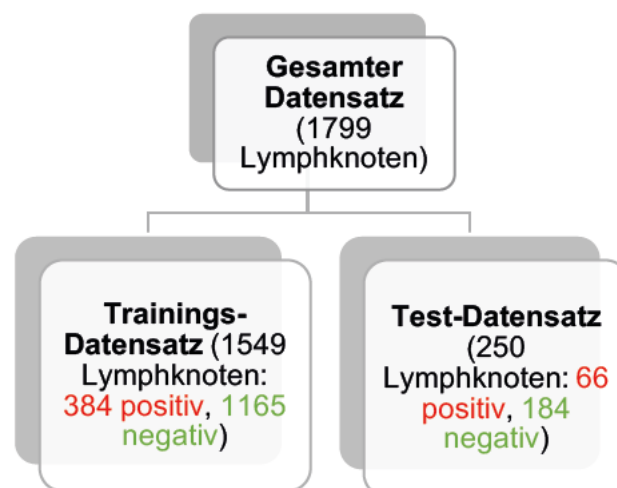 Gesamter
Datensatz
(1799
Lymphknoten)
Trainings-
Datensatz (1549
Lymphknoten:
384 positiv, 1165
negativ)
Test-Datensatz
(250
Lymphknoten: 66
positiv, 184
negativ)